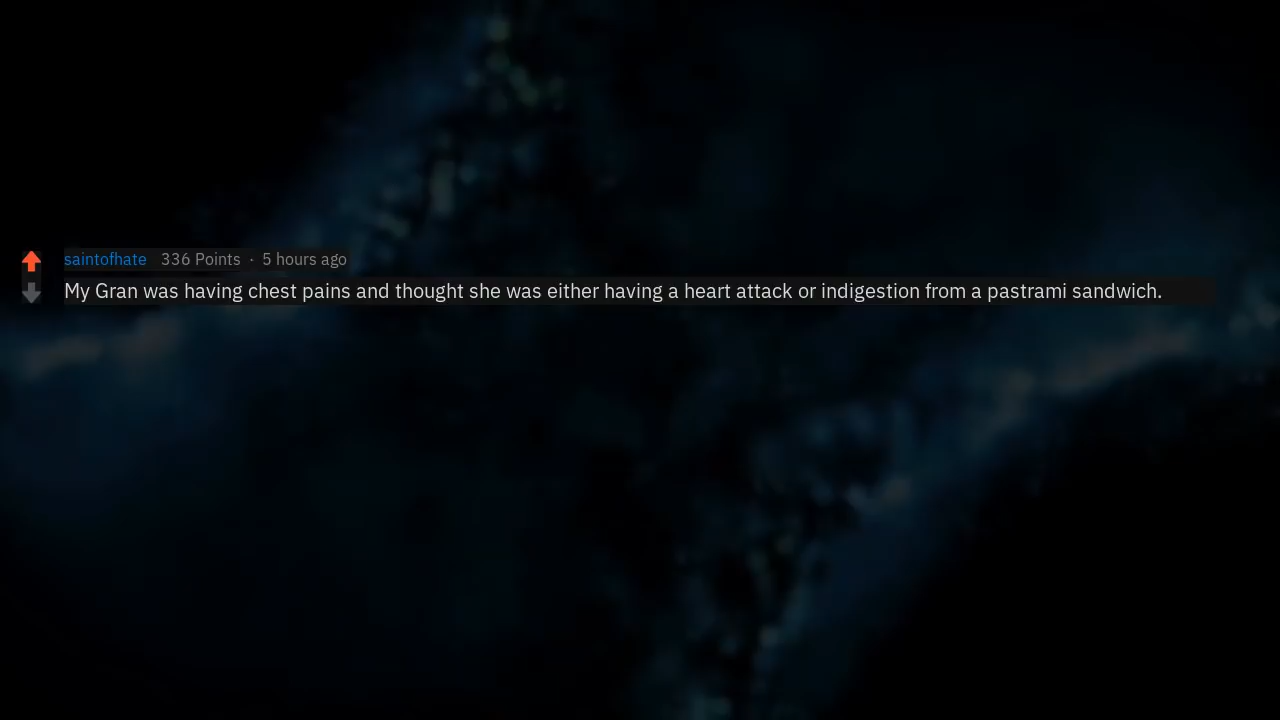 saintofhate 336 Points · 5 hours ago
My Gran was having chest pains and thought she was either having a heart attack or indigestion from a pastrami sandwich.